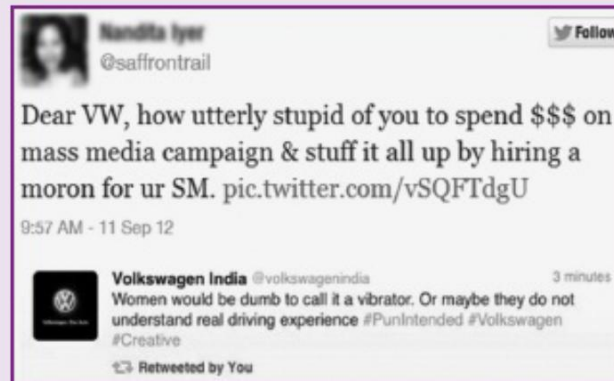 Nandita Iyer
@saffrontrail
Follow
Dear VW, how utterly stupid of you to spend $$$ on
mass media campaign & stuff it all up by hiring a
moron for ur SM. pic.twitter.com/vSQFTdgU
9:57 AM - 11 Sep 12
Volkswagen India @volkswagenindia
3 minutes
Women would be dumb to call it a vibrator. Or maybe they do not
understand real driving experience #PunIntended #Volkswagen
#Creative
Retweeted by You